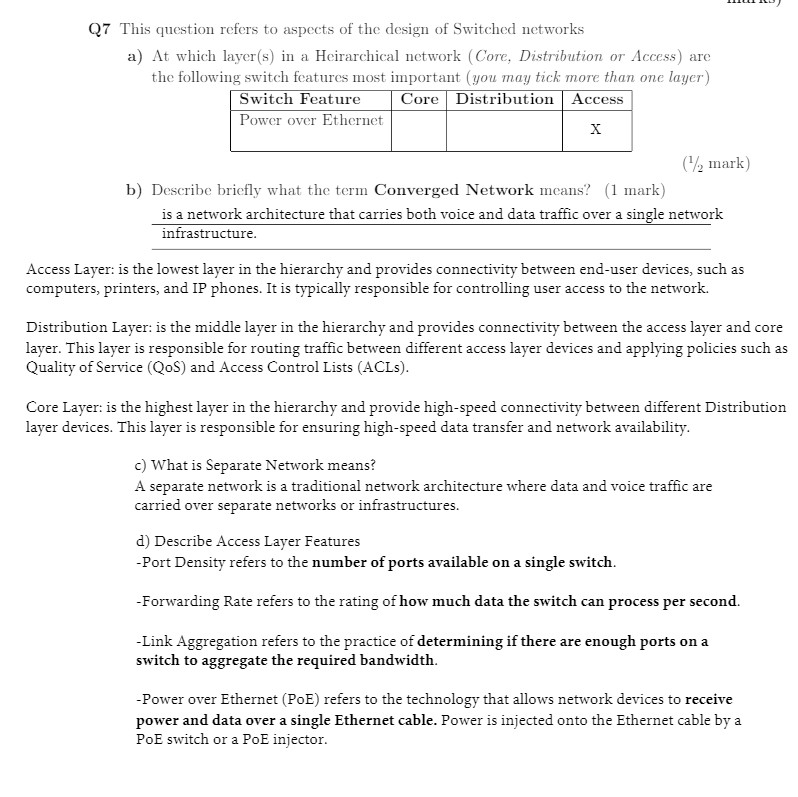 Q7 This question refers to aspects of the design of Switched networks
a) At which layer(s) in a Heirarchical network (Core, Distribution or Access) are
the following switch features most important (you may tick more than one layer)
Switch Feature Core Distribution Access
Power over Ethernet X
(1/2 mark)
b) Describe briefly what the term Converged Network means? (1 mark)
is a network architecture that carries both voice and data traffic over a single network
infrastructure.
Access Layer: is the lowest layer in the hierarchy and provides connectivity between end-user devices, such as
computers, printers, and IP phones. It is typically responsible for controlling user access to the network.
Distribution Layer: is the middle layer in the hierarchy and provides connectivity between the access layer and core
layer. This layer is responsible for routing traffic between different access layer devices and applying policies such as
Quality of Service (QoS) and Access Control Lists (ACLs).
Core Layer: is the highest layer in the hierarchy and provide high-speed connectivity between different Distribution
layer devices. This layer is responsible for ensuring high-speed data transfer and network availability.
c) What is Separate Network means?
A separate network is a traditional network architecture where data and voice traffic are
carried over separate networks or infrastructures.
d) Describe Access Layer Features
-Port Density refers to the number of ports available on a single switch.
-Forwarding Rate refers to the rating of how much data the switch can process per second.
-Link Aggregation refers to the practice of determining if there are enough ports on a
switch to aggregate the required bandwidth.
-Power over Ethernet (PoE) refers to the technology that allows network devices to receive
power and data over a single Ethernet cable. Power is injected onto the Ethernet cable by a
PoE switch or a PoE injector.